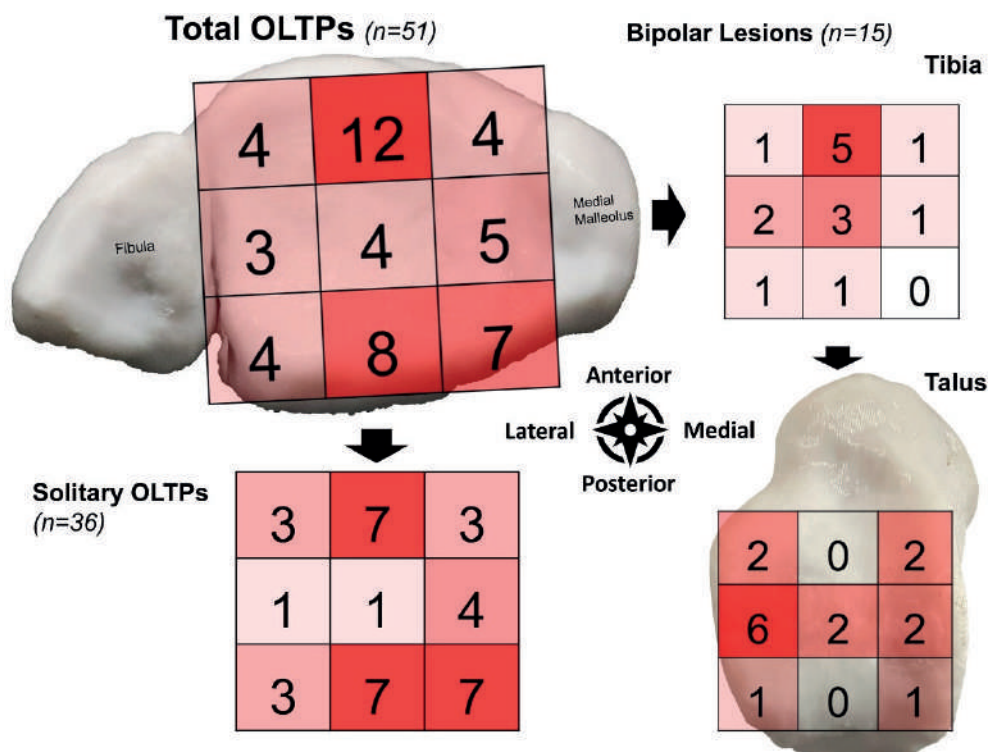 Total OLTPs (n=51)
Bipolar Lesions (n=15)
Tibia
4 12 4
3 4 5
4 8 7
Fibula
Medial
Malleolus
1 5 1
2 3 1
1 1 0
Talus
Anterior
Lateral Medial
Posterior
Solitary OLTPs
(n=36)
3 7 3
1 1 4
3 7 7
2 0 2
6 2 2
1 0 1